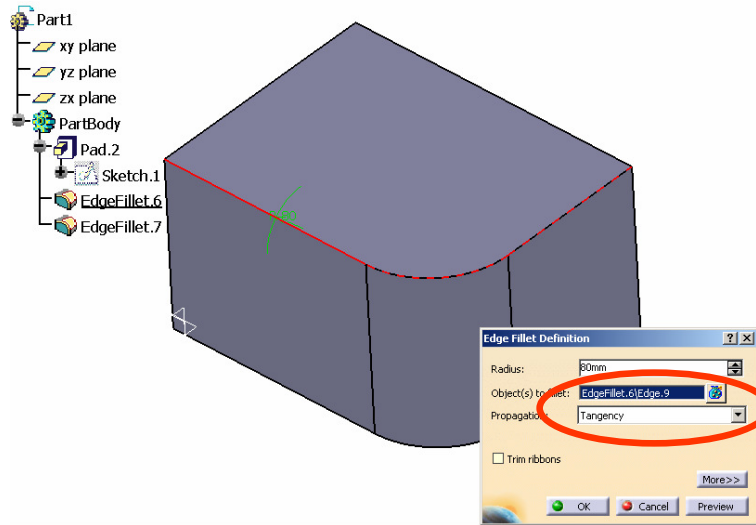 Part1
xy plane
yz plane
zx plane
PartBody
Pad.2
Sketch.1
EdgeFillet.6
EdgeFillet.7
Edge Fillet Definition
Radius: 80mm
Object(s) to fillet: EdgeFillet.6\Edge.9
Propagation: Tangency
Trim ribbons
More>>
OK Cancel Preview